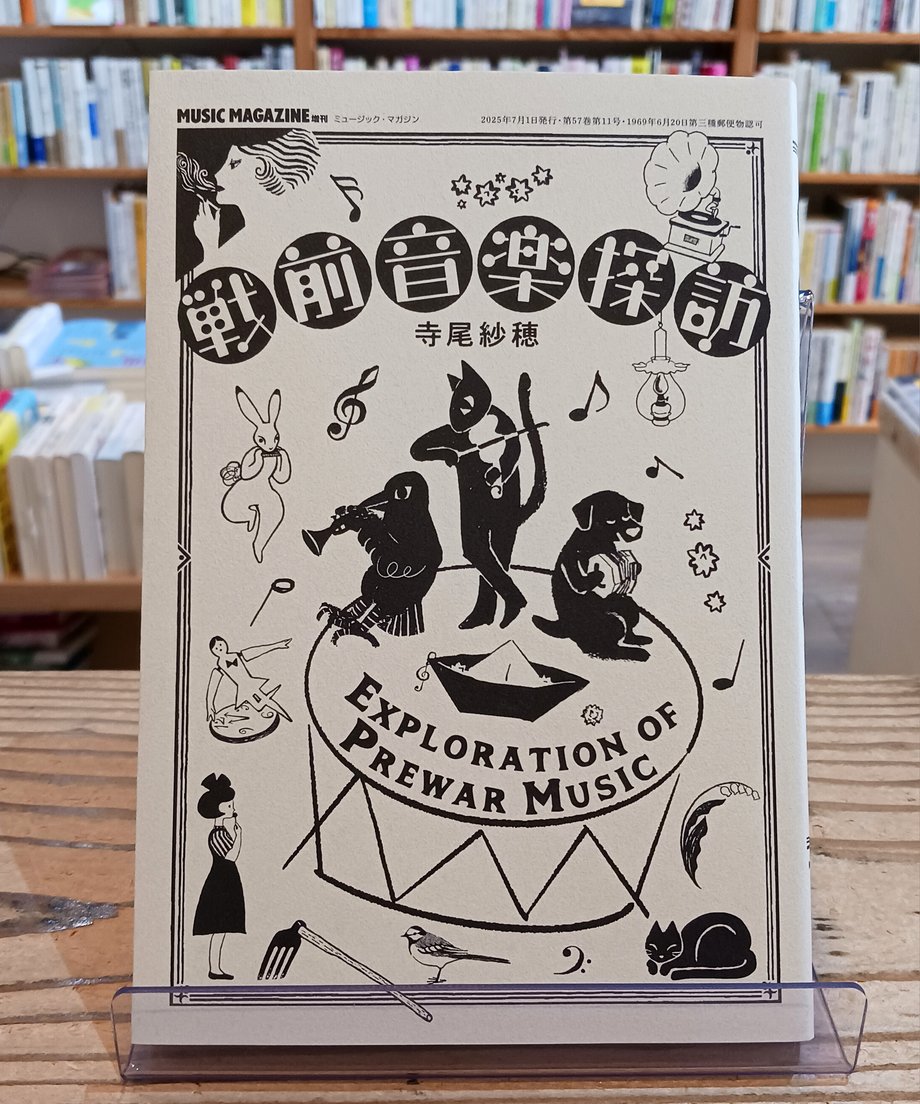 MUSIC MAGAZINE増刊 ミュージック・マガジン
2025年7月1日発行・第57巻第11号・1969年6月20日第三種郵便物認可
戦前音楽探訪
寺尾紗穂
EXPLORATION OF
PREWAR MUSIC